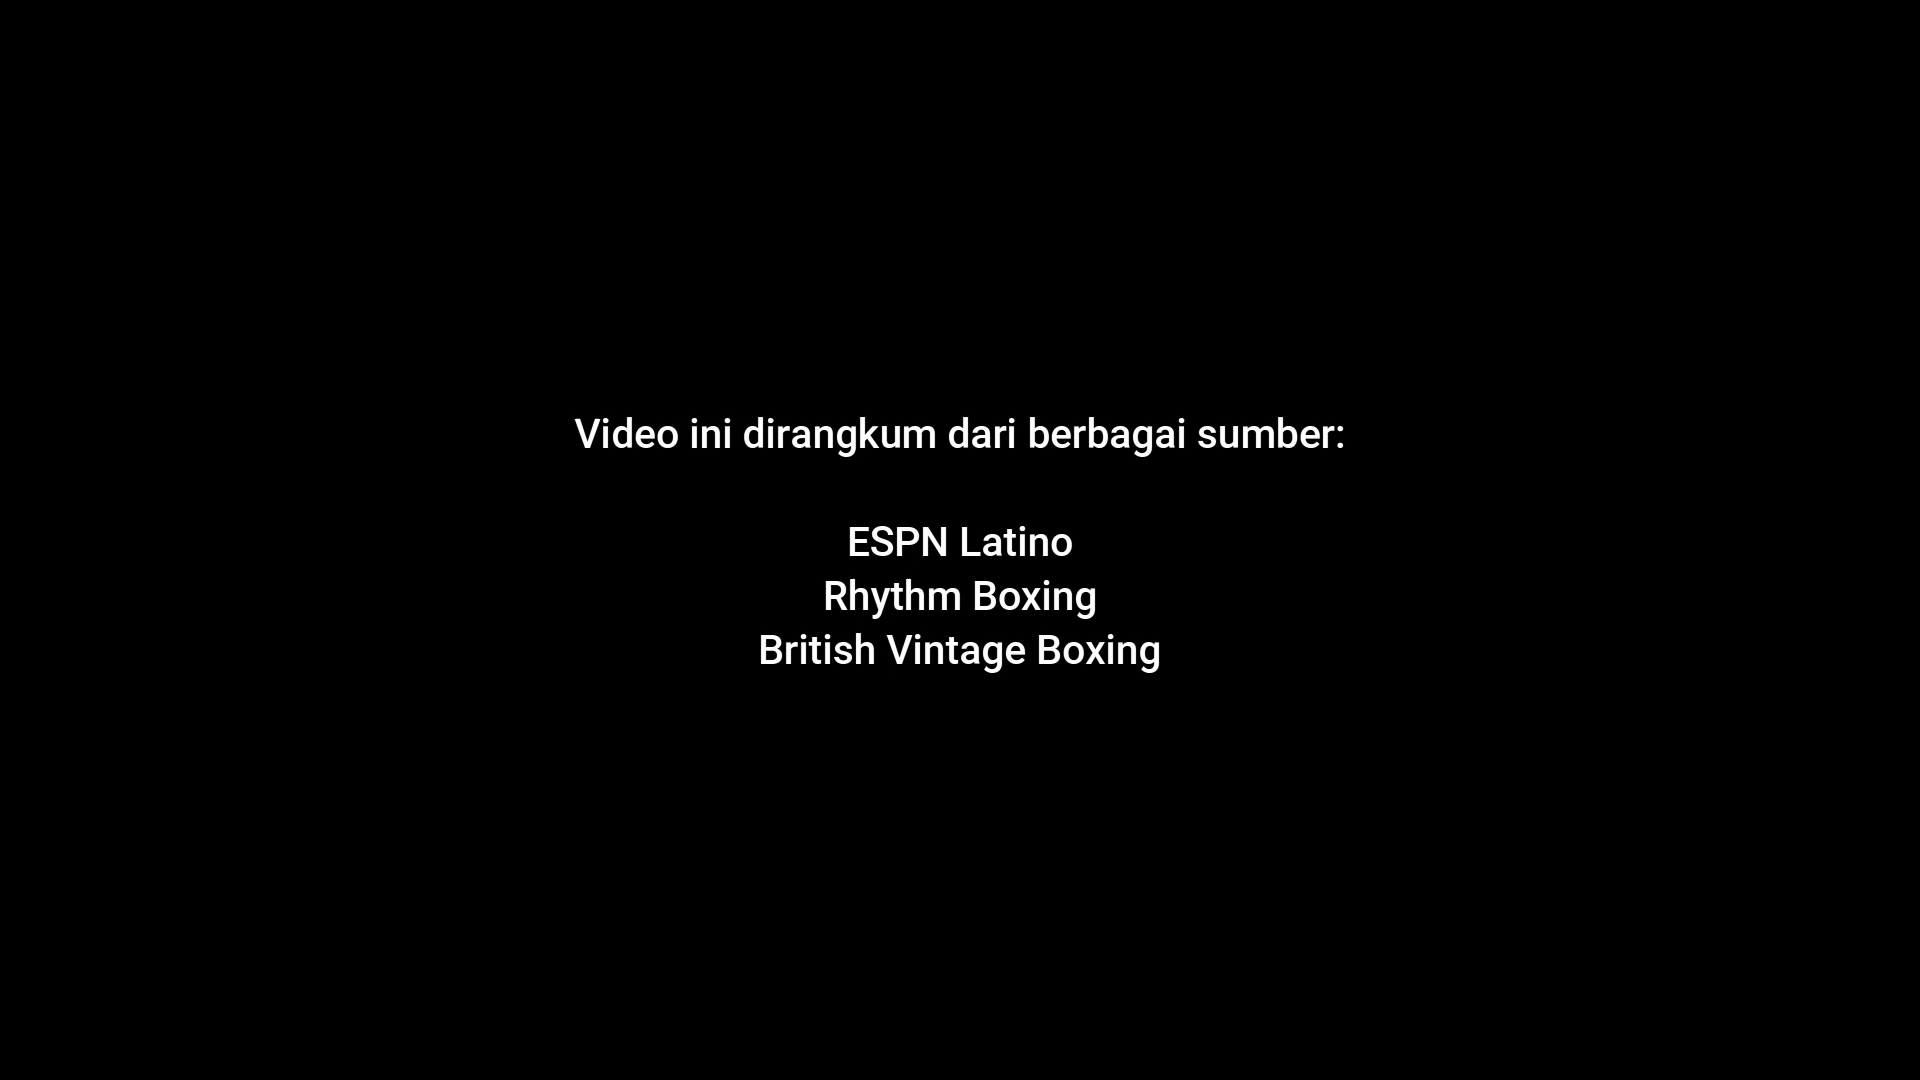 Video ini dirangkum dari berbagai sumber:
ESPN Latino
Rhythm Boxing
British Vintage Boxing